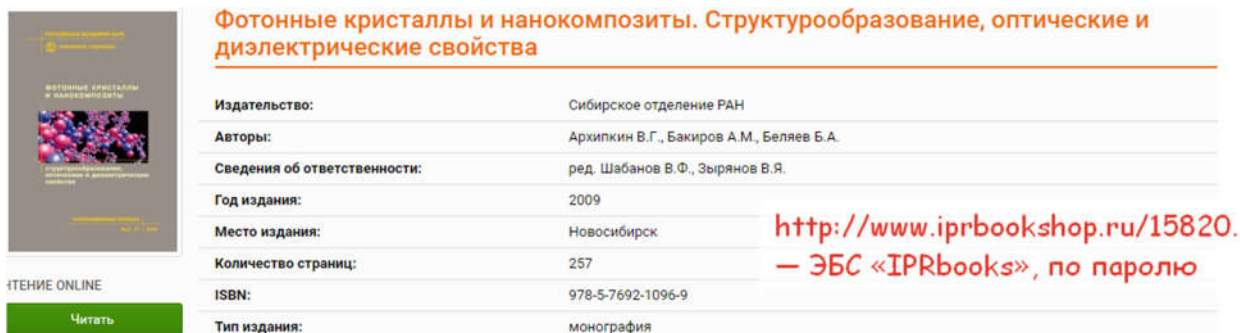 Фотонные кристаллы и нанокомпозиты. Структурообразование, оптические и
диэлектрические свойства
ФОТОННЫЕ КРИСТАЛЛЫ
И НАНОКОМПОЗИТЫ
Издательство: Сибирское отделение РАН
Авторы: Архипкин В.Г., Бакиров А.М., Беляев Б.А.
Сведения об ответственности: ред. Шабанов В.Ф., Зырянов В.Я.
Год издания: 2009
Место издания: Новосибирск
Количество страниц: 257
ISBN: 978-5-7692-1096-9
Тип издания: монография
http://www.iprbookshop.ru/15820.
— ЭБС «IPRbooks», по паролю
ЧТЕНИЕ ONLINE
Читать